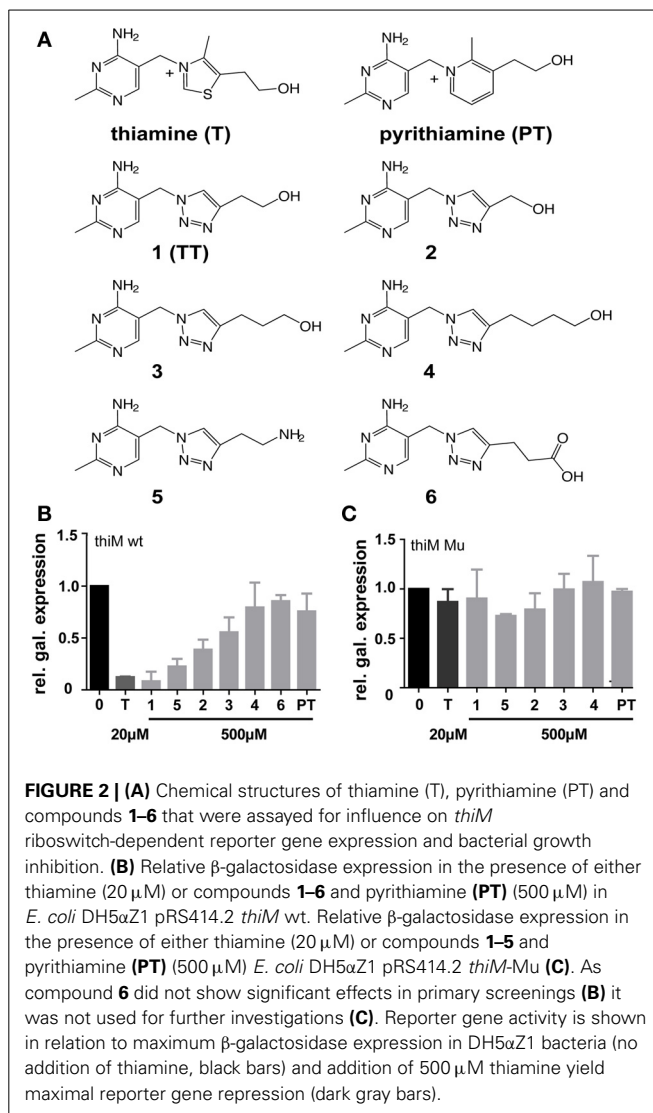 A
NH2
N
N
N
+
S
OH
thiamine (T)
NH2
N
N
N
+
OH
pyrithiamine (PT)
NH2
N
N
N
N=N
OH
1 (TT)
NH2
N
N
N
N=N
OH
2
NH2
N
N
N
N=N
OH
3
NH2
N
N
N
N=N
OH
4
NH2
N
N
N
N=N
NH2
5
NH2
N
N
N
N=N
O
OH
6
B
thiM wt
rel. gal. expression
1.5
1.0
0.5
0
0 T 1 5 2 3 4 6 PT
20µM 500µM
C
thiM Mu
rel. gal. expression
1.5
1.0
0.5
0
0 T 1 5 2 3 4 PT
20µM 500µM
FIGURE 2 | (A) Chemical structures of thiamine (T), pyrithiamine (PT) and
compounds 1–6 that were assayed for influence on thiM
riboswitch-dependent reporter gene expression and bacterial growth
inhibition. (B) Relative β-galactosidase expression in the presence of either
thiamine (20 µM) or compounds 1–6 and pyrithiamine (PT) (500 µM) in
E. coli DH5αZ1 pRS414.2 thiM wt. Relative β-galactosidase expression in
the presence of either thiamine (20 µM) or compounds 1–5 and
pyrithiamine (PT) (500 µM) E. coli DH5αZ1 pRS414.2 thiM-Mu (C). As
compound 6 did not show significant effects in primary screenings (B) it
was not used for further investigations (C). Reporter gene activity is shown
in relation to maximum β-galactosidase expression in DH5αZ1 bacteria (no
addition of thiamine, black bars) and addition of 500 µM thiamine yield
maximal reporter gene repression (dark gray bars).